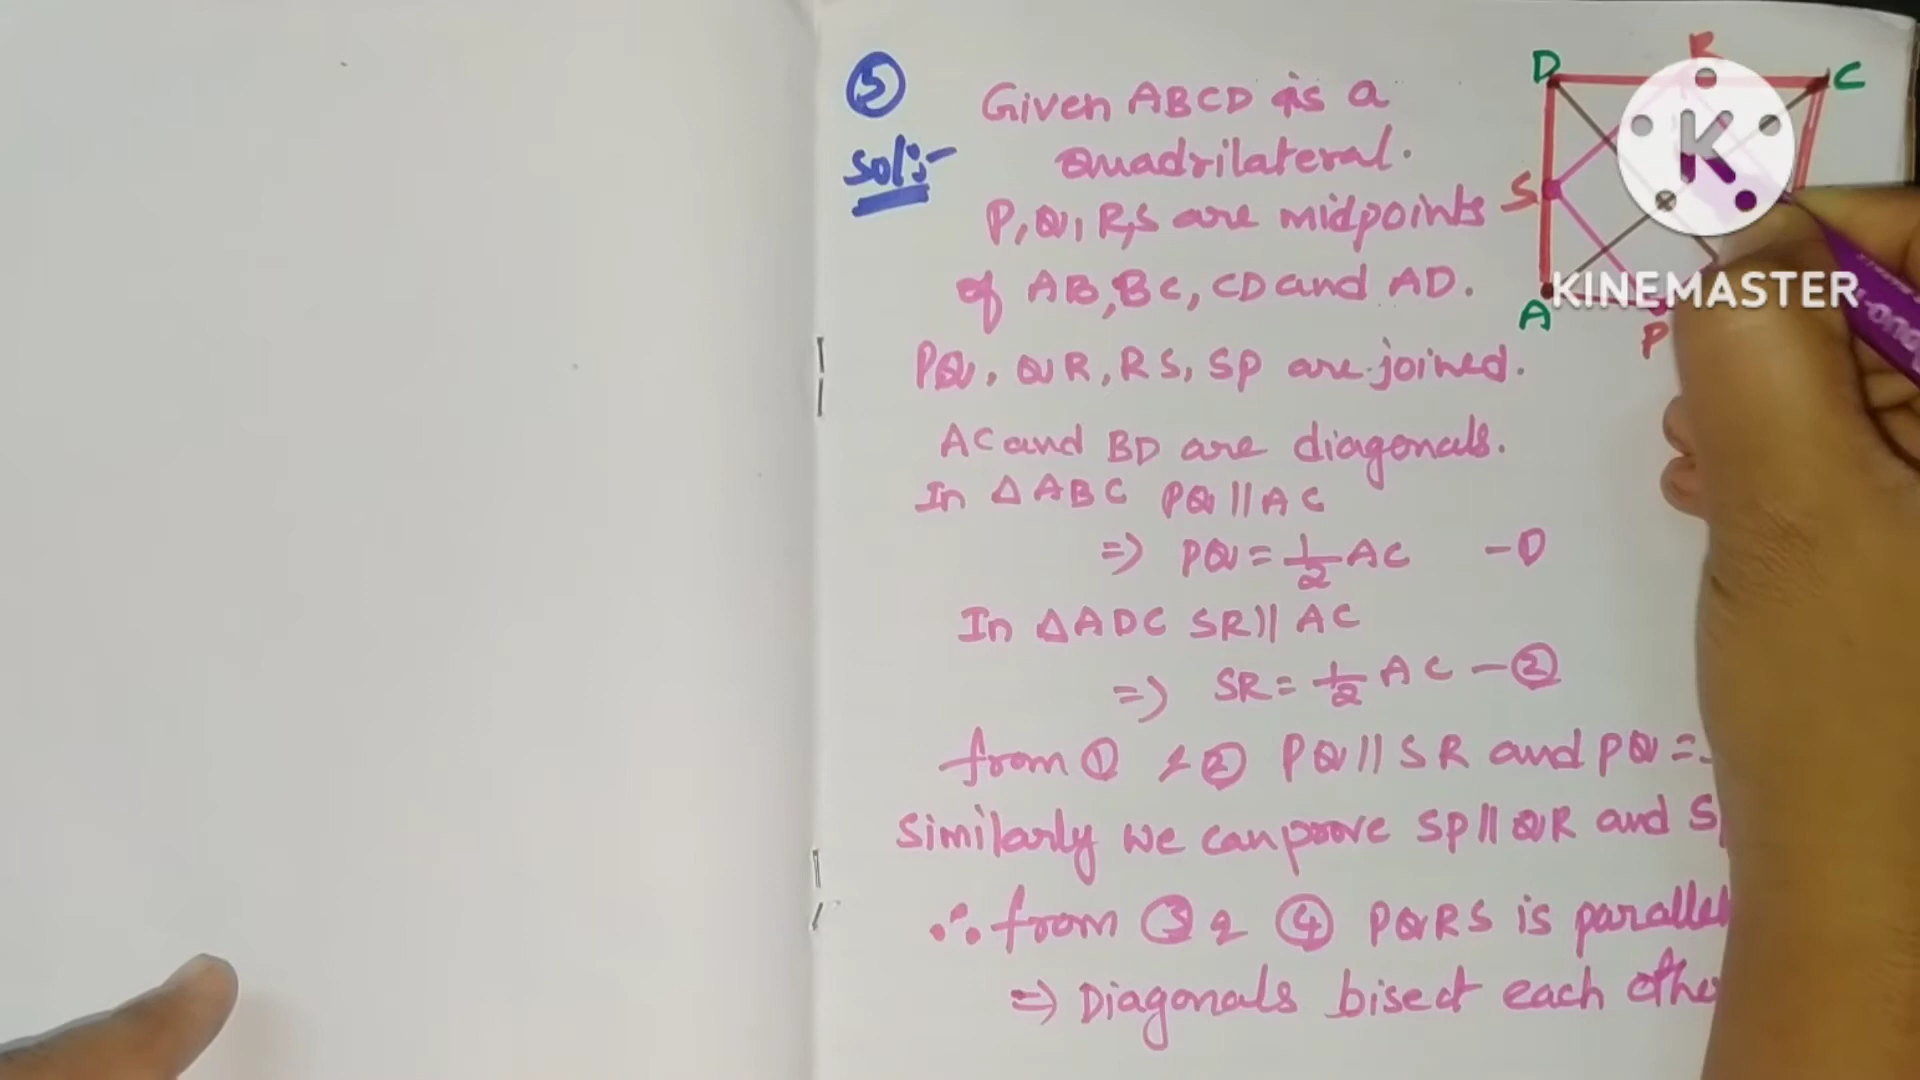 5
Sol:-
Given ABCD is a
Quadrilateral.
P, Q, R, S are midpoints
of AB, BC, CD and AD.
PQ, QR, RS, SP are joined.
AC and BD are diagonals.
In △ABC PQ || AC
=> PQ = 1/2 AC -①
In △ADC SR || AC
=> SR = 1/2 AC -②
from ① & ② PQ || SR and PQ =
Similarly we can prove SP || QR and
∴ from ③ & ④ PQRS is
=> Diagonals bisect each
D
R
C
S
A
P
K
KINEMASTER